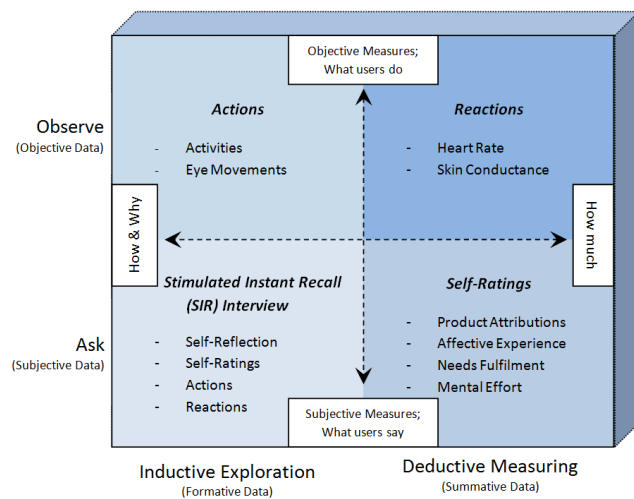 Objective Measures;
What users do
Actions
- Activities
- Eye Movements
Reactions
- Heart Rate
- Skin Conductance
Observe
(Objective Data)
How & Why
How much
Stimulated Instant Recall
(SIR) Interview
- Self-Reflection
- Self-Ratings
- Actions
- Reactions
Self-Ratings
- Product Attributions
- Affective Experience
- Needs Fulfilment
- Mental Effort
Ask
(Subjective Data)
Subjective Measures;
What users say
Inductive Exploration
(Formative Data)
Deductive Measuring
(Summative Data)